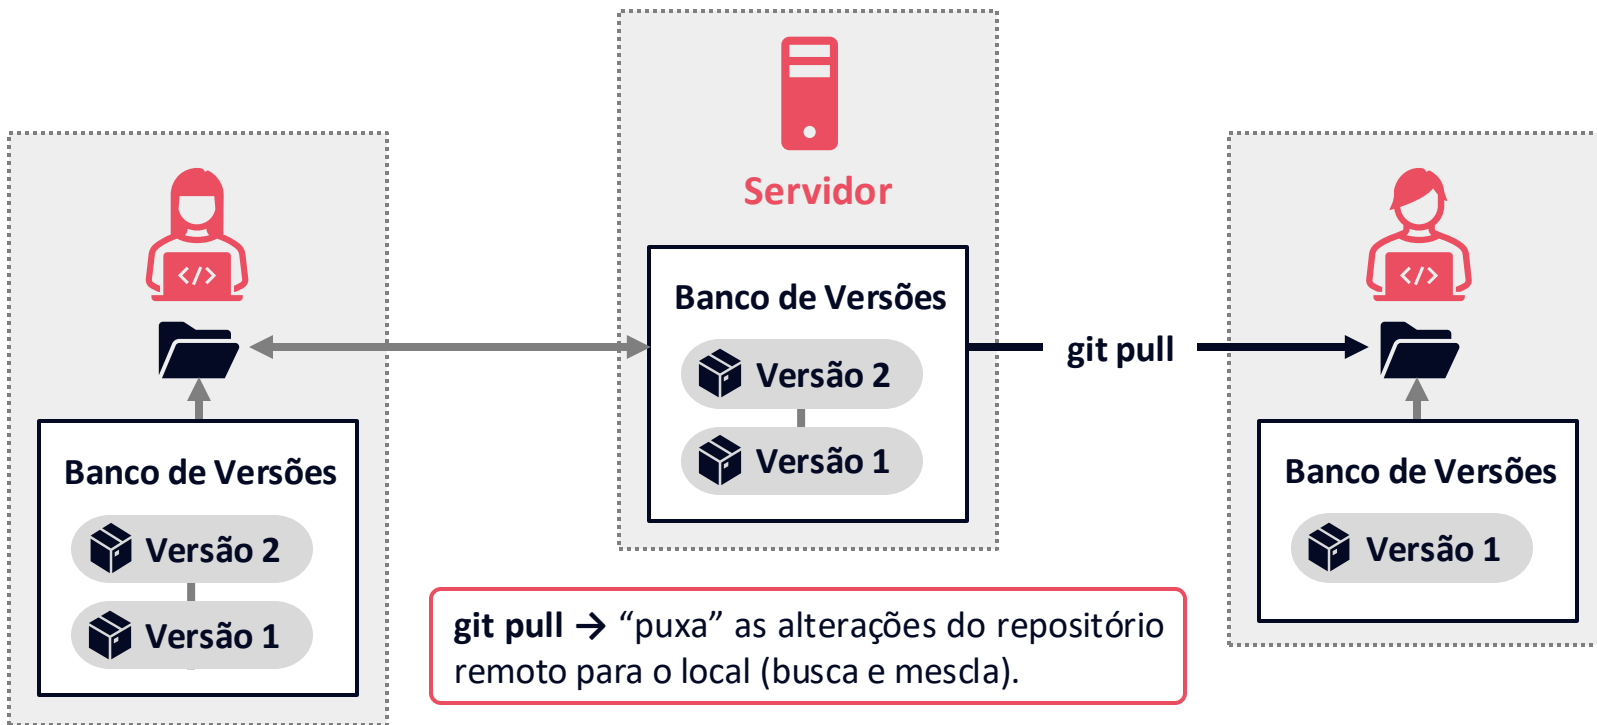 Servidor
Banco de Versões
Versão 2
Versão 1
git pull
Banco de Versões
Versão 2
Versão 1
Banco de Versões
Versão 1
git pull → “puxa” as alterações do repositório
remoto para o local (busca e mescla).